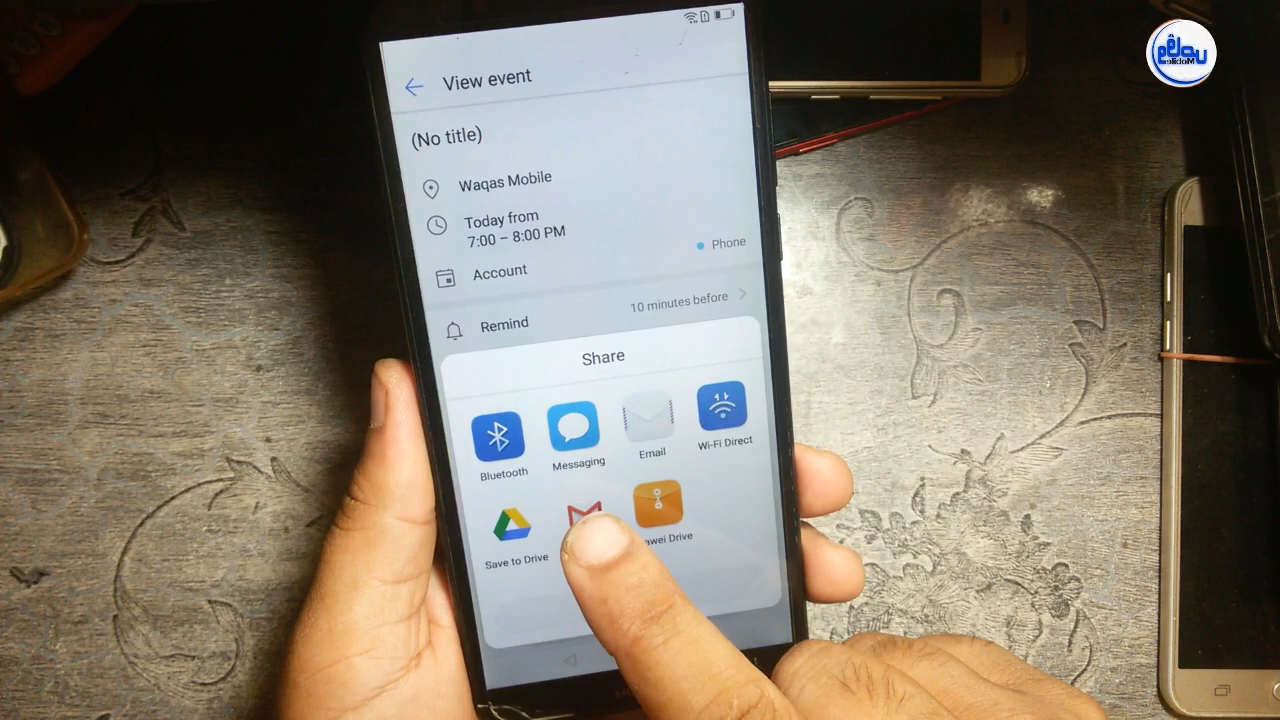 View event
(No title)
Waqas Mobile
Today from
7:00 – 8:00 PM
Account
Phone
Remind
10 minutes before
Share
Bluetooth
Messaging
Email
Wi-Fi Direct
Save to Drive
awei Drive
Mobile